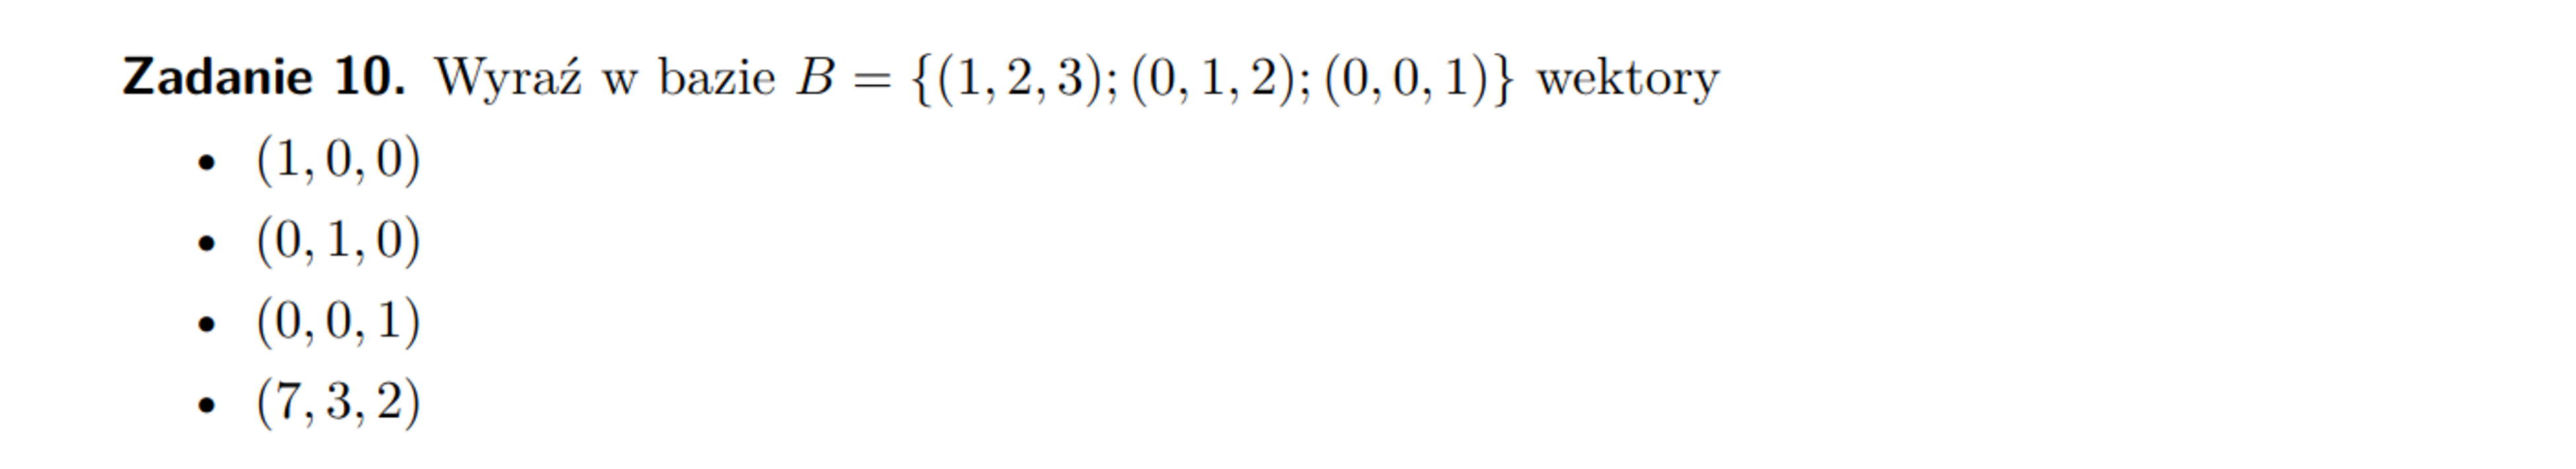 Zadanie 10. Wyraź w bazie B = {(1, 2, 3); (0, 1, 2); (0, 0, 1)} wektory
• (1, 0, 0)
• (0, 1, 0)
• (0, 0, 1)
• (7, 3, 2)